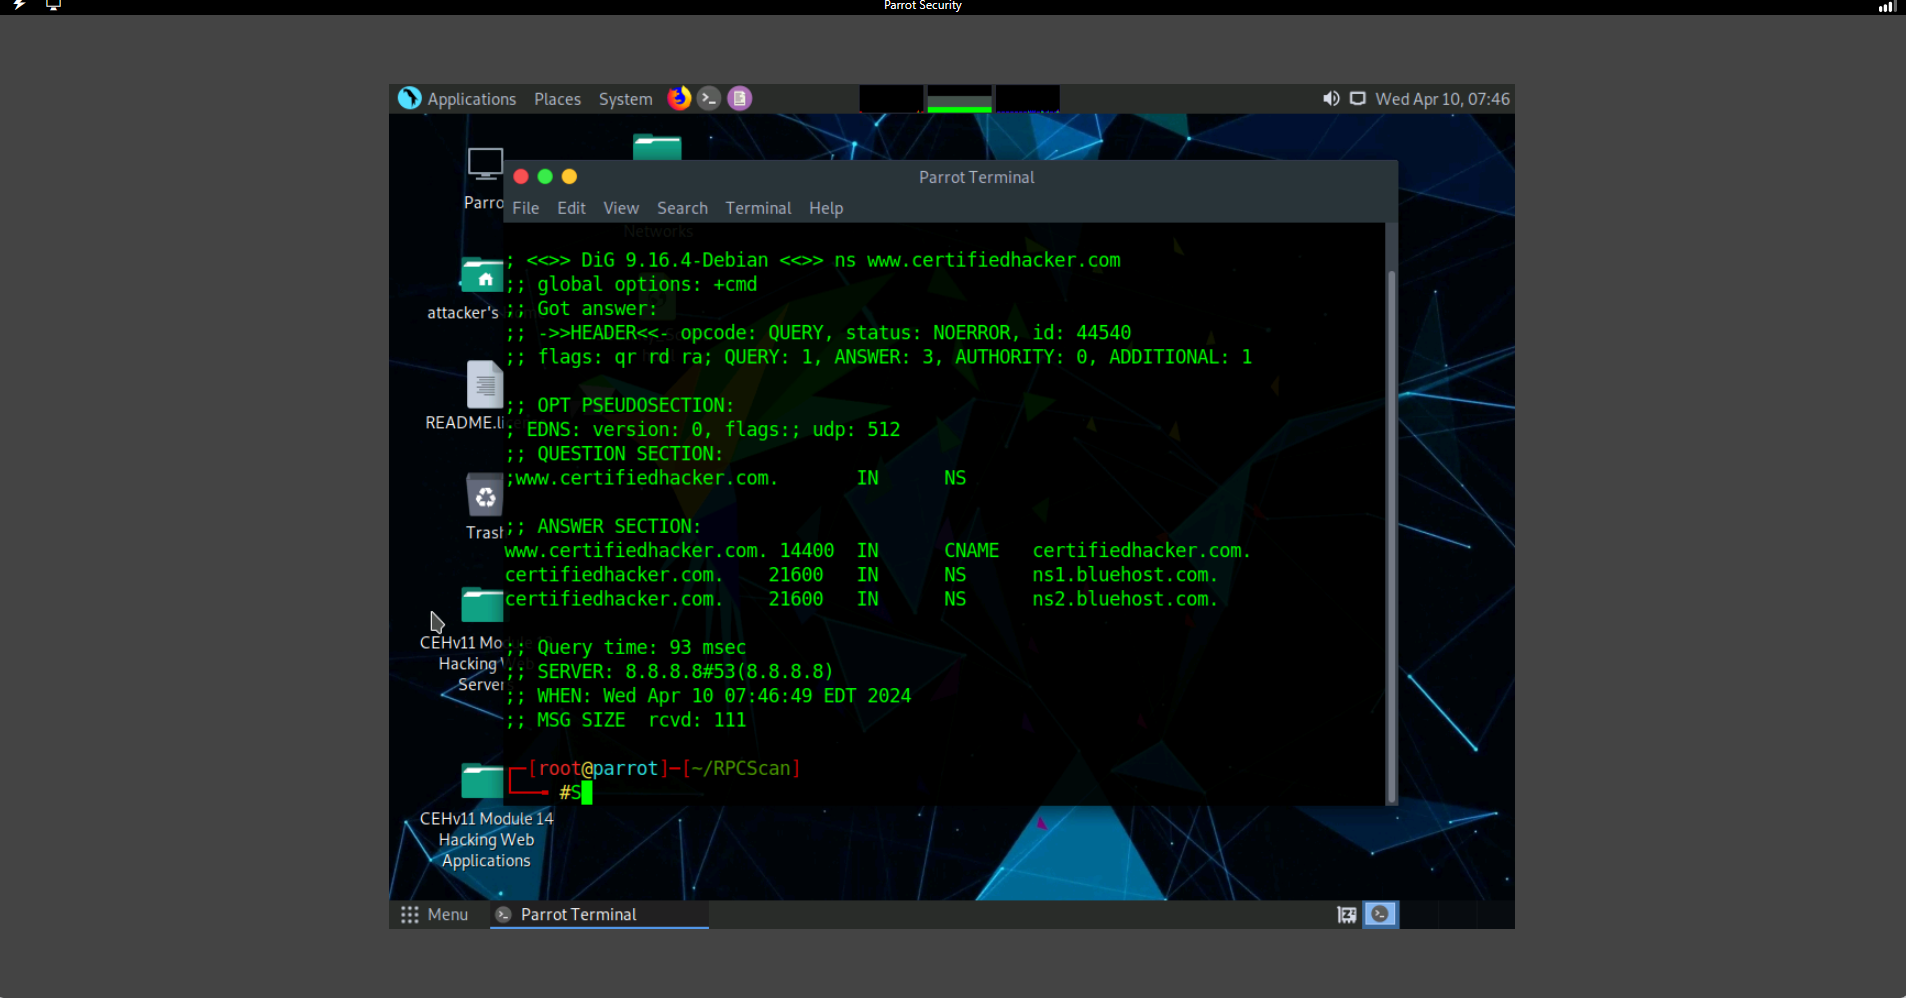 Parrot Security
Applications Places System
Wed Apr 10, 07:46
Parro
Parrot Terminal
File Edit View Search Terminal Help
Networks
; <<>> DiG 9.16.4-Debian <<>> ns www.certifiedhacker.com
;; global options: +cmd
;; Got answer:
;; ->>HEADER<<- opcode: QUERY, status: NOERROR, id: 44540
;; flags: qr rd ra; QUERY: 1, ANSWER: 3, AUTHORITY: 0, ADDITIONAL: 1
;; OPT PSEUDOSECTION:
; EDNS: version: 0, flags:; udp: 512
;; QUESTION SECTION:
;www.certifiedhacker.com. IN NS
;; ANSWER SECTION:
www.certifiedhacker.com. 14400 IN CNAME certifiedhacker.com.
certifiedhacker.com. 21600 IN NS ns1.bluehost.com.
certifiedhacker.com. 21600 IN NS ns2.bluehost.com.
;; Query time: 93 msec
;; SERVER: 8.8.8.8#53(8.8.8.8)
;; WHEN: Wed Apr 10 07:46:49 EDT 2024
;; MSG SIZE rcvd: 111
[root@parrot]─[~/RPCScan]
#S
attacker's
README.li
Trash
CEHv11 Mo
Hacking Web
Server
CEHv11 Module 14
Hacking Web
Applications
Menu
Parrot Terminal